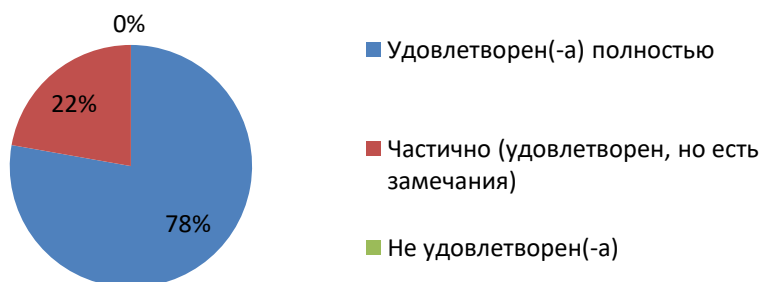 0%
22%
78%
Удовлетворен(-а) полностью
Частично (удовлетворен, но есть
замечания)
Не удовлетворен(-а)